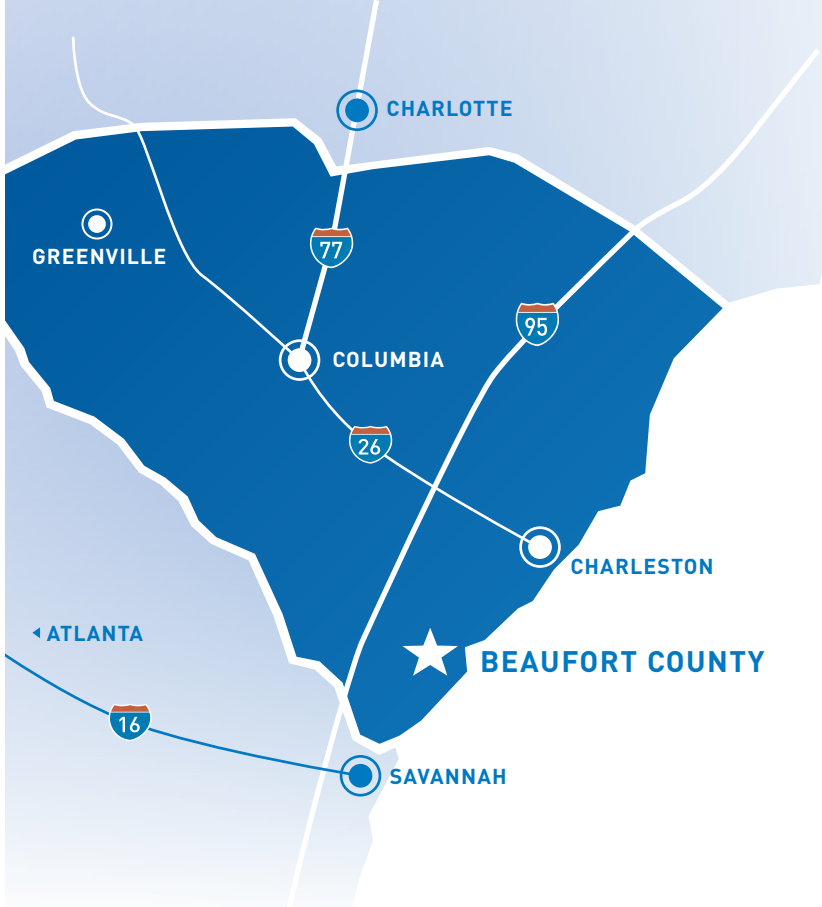 CHARLOTTE
GREENVILLE
77
95
COLUMBIA
26
CHARLESTON
ATLANTA
BEAUFORT COUNTY
16
SAVANNAH